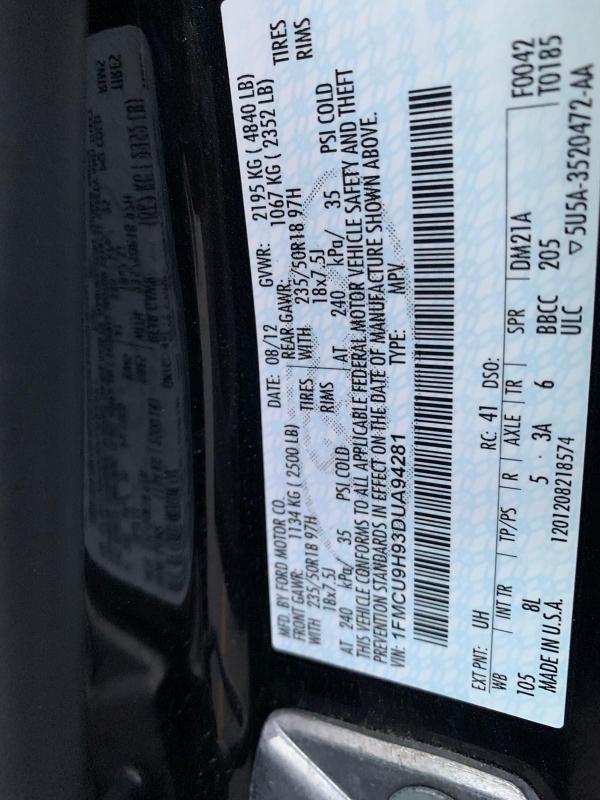 MFD. BY FORD MOTOR CO.
DATE: 08/12
GVWR: 2195 KG ( 4840 LB)
FRONT GAWR: 1134 KG ( 2500 LB)
REAR GAWR: 1067 KG ( 2352 LB)
WITH 235/50R18 97H TIRES
WITH 235/50R18 97H TIRES
18x7.5J RIMS
18x7.5J RIMS
AT 240 kPa/ 35 PSI COLD
AT 240 kPa/ 35 PSI COLD
THIS VEHICLE CONFORMS TO ALL APPLICABLE FEDERAL MOTOR VEHICLE SAFETY AND THEFT
PREVENTION STANDARDS IN EFFECT ON THE DATE OF MANUFACTURE SHOWN ABOVE.
VIN: 1FMCU9H93DUA94281
TYPE: MPV
F0042
T0185
EXT PNT: UH RC: 41 DSO:
WB INT TR TP/PS R AXLE TR SPR DM21A
105 8L 5 3A 6 BBCC 205
MADE IN U.S.A. 1201208218574 ULC ▽5U5A-3520472-AA